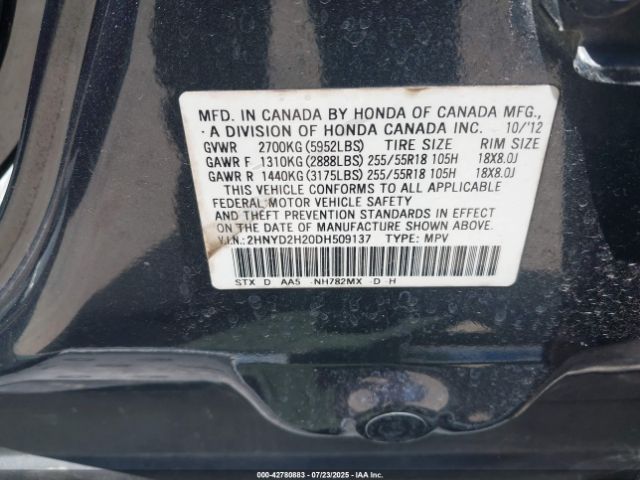 MFD. IN CANADA BY HONDA OF CANADA MFG.,
A DIVISION OF HONDA CANADA INC. 10/'12
GVWR 2700KG(5952LBS) TIRE SIZE RIM SIZE
GAWR F 1310KG(2888LBS) 255/55R18 105H 18X8.0J
GAWR R 1440KG(3175LBS) 255/55R18 105H 18X8.0J
THIS VEHICLE CONFORMS TO ALL APPLICABLE
FEDERAL MOTOR VEHICLE SAFETY
AND THEFT PREVENTION STANDARDS IN EFFECT
ON THE DATE OF MANUFACTURE SHOWN ABOVE.
V.I.N.: 2HNYD2H20DH509137 TYPE: MPV
STX D AA5 -NH782MX -D -H
000-42780883 | 07/23/2025 | IAAI.COM